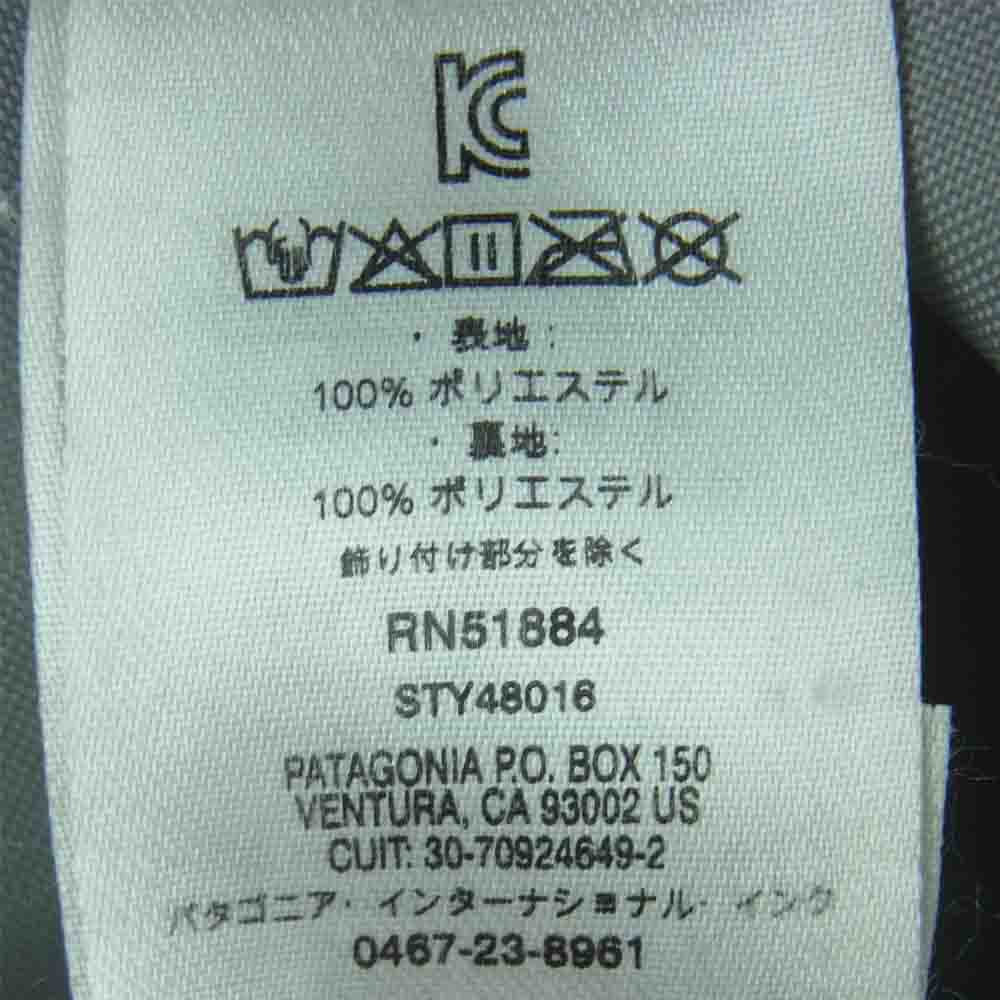 KC
・表地:
100% ポリエステル
・裏地:
100% ポリエステル
飾り付け部分を除く
RN51884
STY48016
PATAGONIA P.O. BOX 150
VENTURA, CA 93002 US
CUIT: 30-70924649-2
パタゴニア・インターナショナル・インク
0467-23-8961